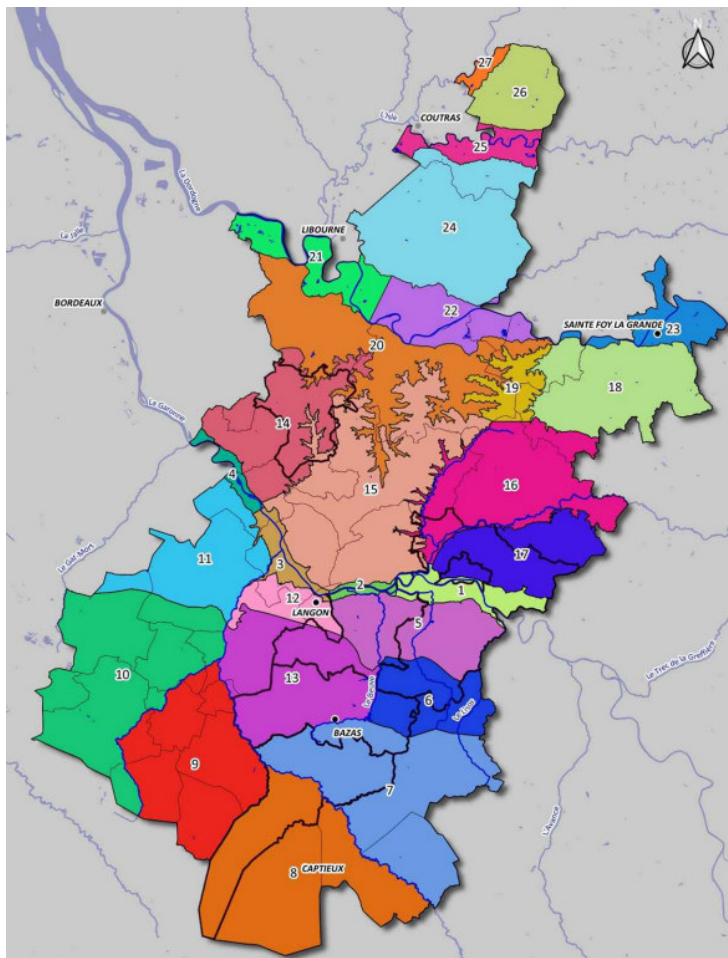 N
27
26
L'Isle
COUTRAS
25
La Dordogne
24
LIBOURNE
La Jalle
21
BORDEAUX
22
SAINTE FOY LA GRANDE
23
20
19
18
La Garonne
14
4
15
16
Le Gat-Mort
11
17
3
2
1
12
LANGON
5
10
13
6
Le Beuve
Le Lisos
Le Trec de la Greffière
BAZAS
9
7
L'Avance
8
CAPTIEUX